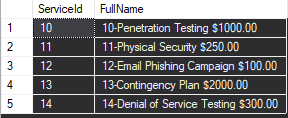 ServiceId FullName
1 10 10-Penetration Testing $1000.00
2 11 11-Physical Security $250.00
3 12 12-Email Phishing Campaign $100.00
4 13 13-Contingency Plan $2000.00
5 14 14-Denial of Service Testing $300.00